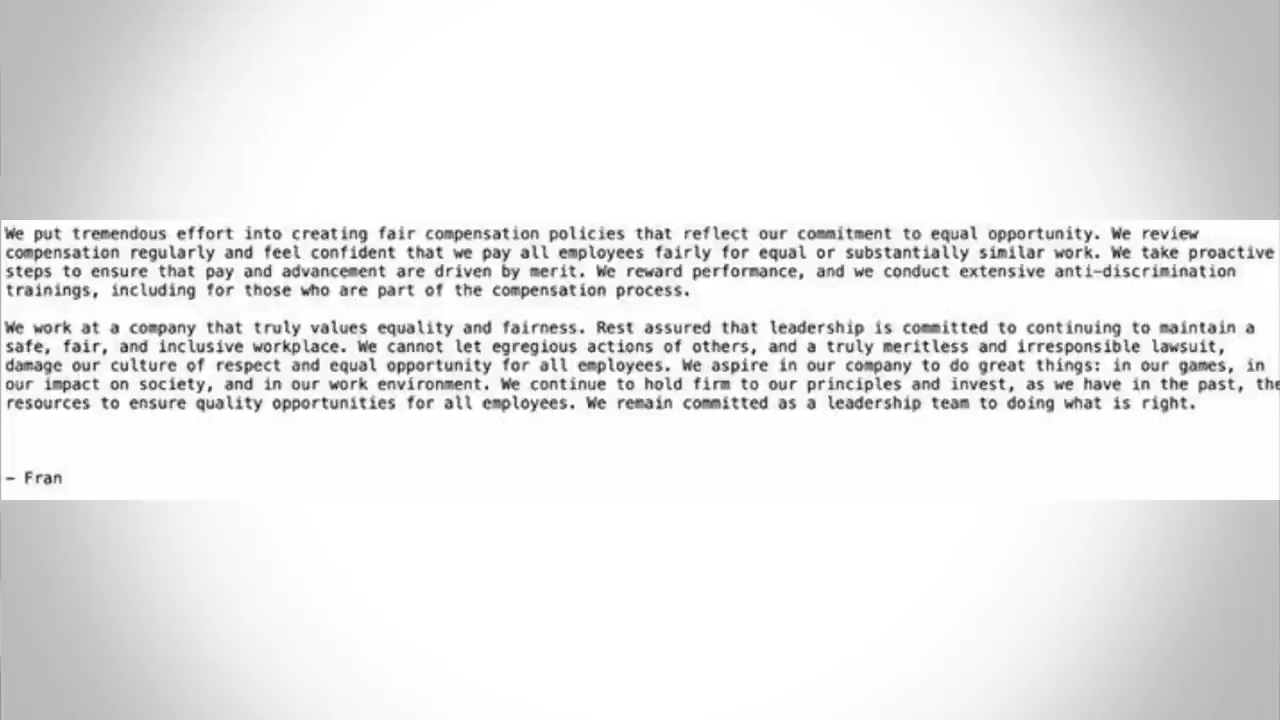 We put tremendous effort into creating fair compensation policies that reflect our commitment to equal opportunity. We review
compensation regularly and feel confident that we pay all employees fairly for equal or substantially similar work. We take proactive
steps to ensure that pay and advancement are driven by merit. We reward performance, and we conduct extensive anti-discrimination
trainings, including for those who are part of the compensation process.
We work at a company that truly values equality and fairness. Rest assured that leadership is committed to continuing to maintain a
safe, fair, and inclusive workplace. We cannot let egregious actions of others, and a truly meritless and irresponsible lawsuit,
damage our culture of respect and equal opportunity for all employees. We aspire in our company to do great things: in our games, in
our impact on society, and in our work environment. We continue to hold firm to our principles and invest, as we have in the past, the
resources to ensure quality opportunities for all employees. We remain committed as a leadership team to doing what is right.
– Fran